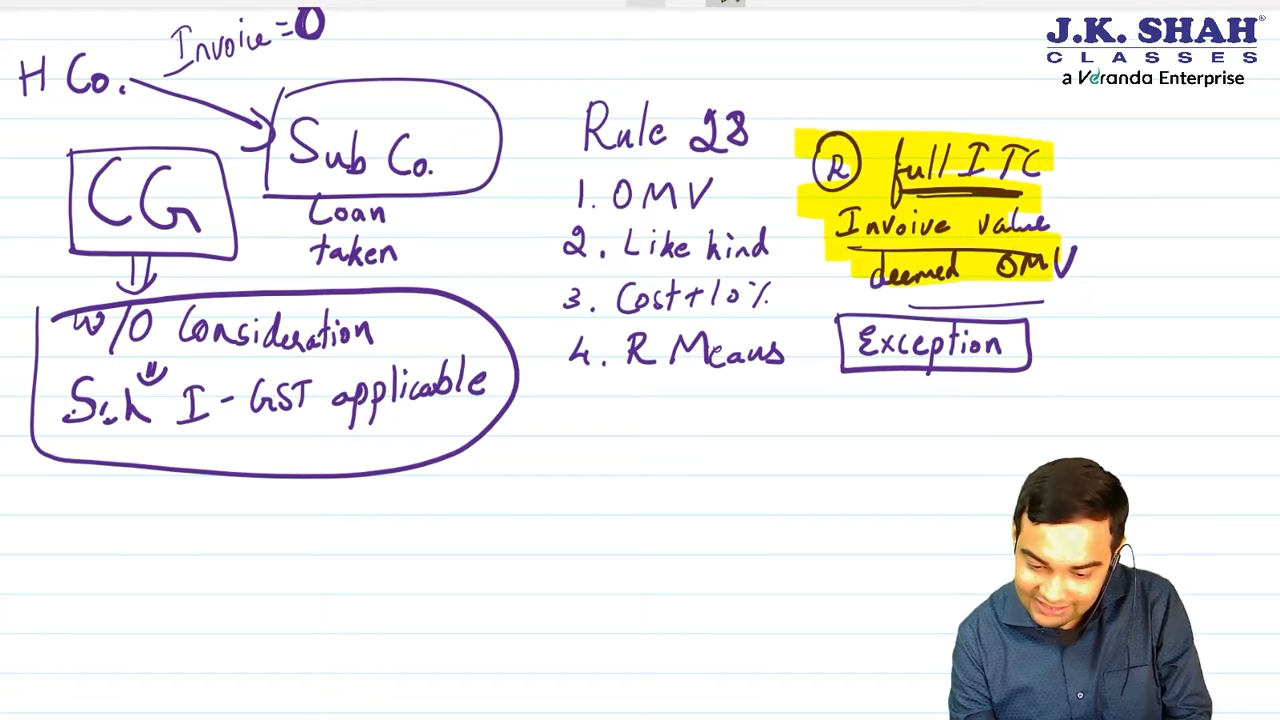 Invoice = 0
H Co.
Sub Co.
CG
Loan
taken
w/o Consideration
Sch I - GST applicable
Rule 28
1. OMV
2. Like kind
3. Cost + 10%
4. R Means
R full ITC
Invoive value
deemed OMV
Exception
J.K. SHAH®
CLASSES
a Veranda Enterprise